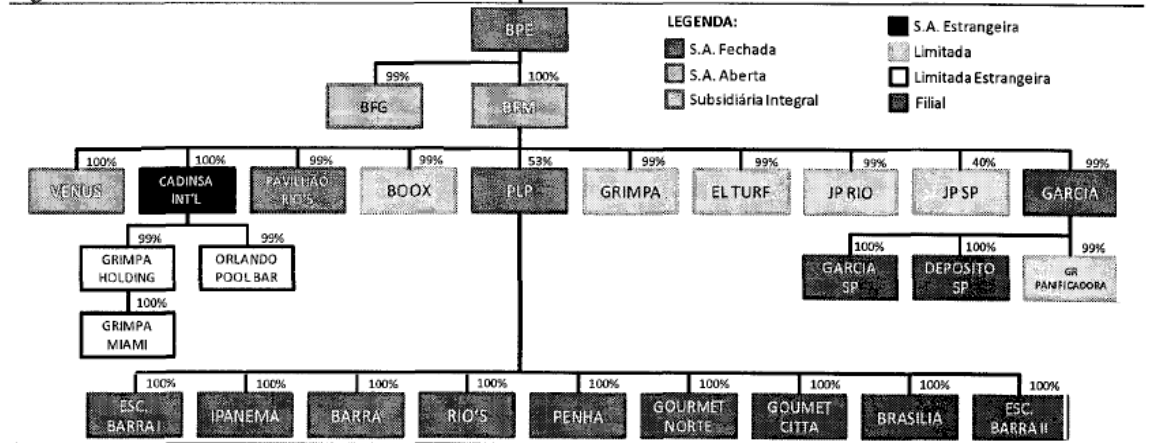 LEGENDA:
S.A. Fechada
S.A. Aberta
Subsidiária Integral
S.A. Estrangeira
Limitada
Limitada Estrangeira
Filial
BPE
99%
100%
BFG
BFM
100%
100%
99%
99%
53%
99%
99%
99%
40%
99%
VENUS
CADINSA
INT'L
PAVILHÃO
RIO'S
BOOX
PLP
GRIMPA
EL TURF
JP RIO
JP SP
GARCIA
99%
99%
GRIMPA
HOLDING
ORLANDO
POOL BAR
100%
100%
99%
GARCIA
SP
DEPOSITO
SP
GR
PANIFICADORA
100%
GRIMPA
MIAMI
100%
100%
100%
100%
100%
100%
100%
100%
100%
ESC.
BARRA I
IPANEMA
BARRA
RIO'S
PENHA
GOURMET
NORTE
GOUMET
CITTA
BRASILIA
ESC.
BARRA II